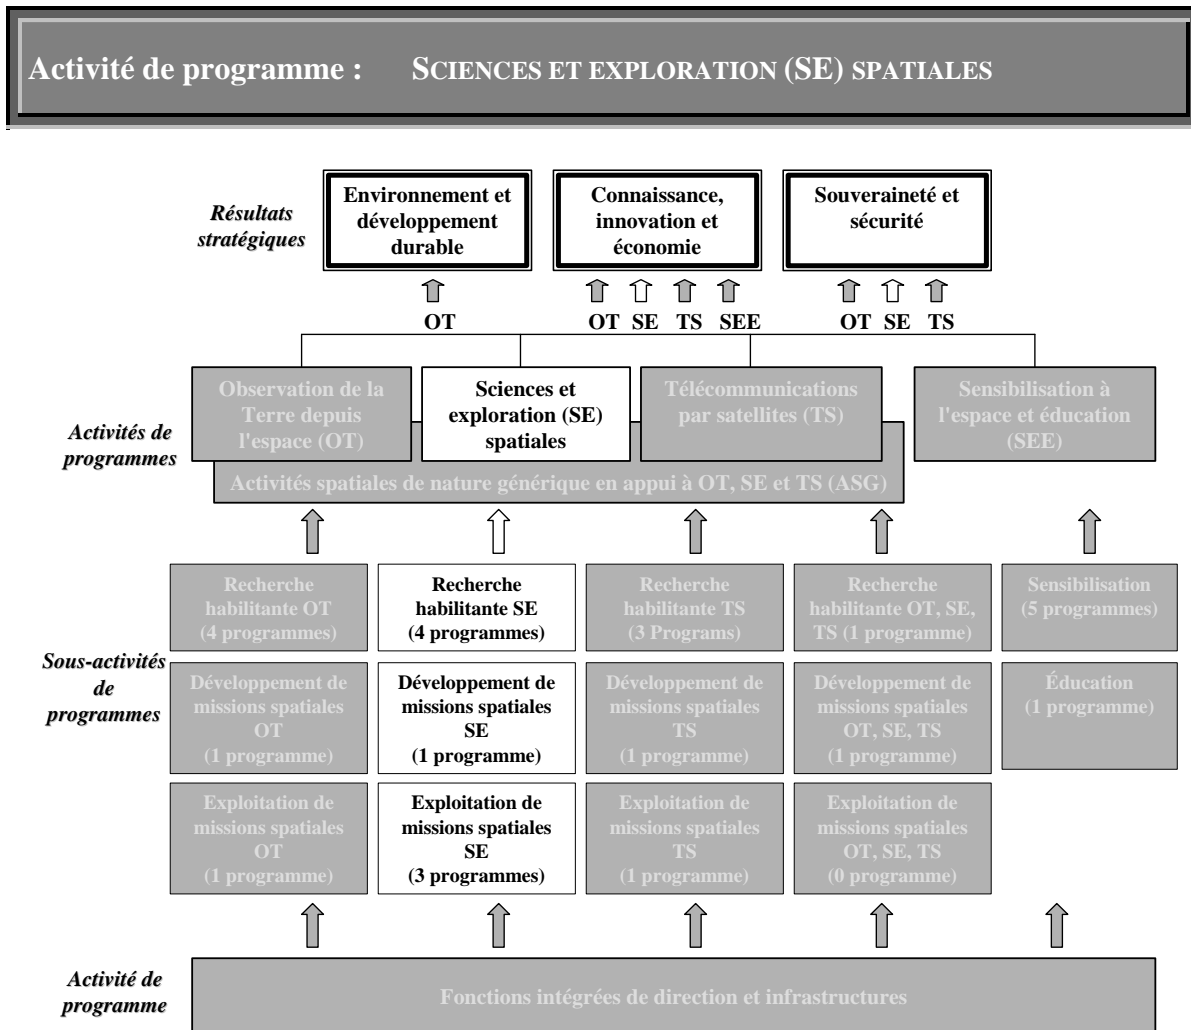 Activité de programme : SCIENCES ET EXPLORATION (SE) SPATIALES
Résultats
stratégiques
Environnement et
développement
durable
Connaissance,
innovation et
économie
Souveraineté et
sécurité
OT
OT SE TS SEE
OT SE TS
Activités de
programmes
Observation de la
Terre depuis
l'espace (OT)
Sciences et
exploration (SE)
spatiales
Télécommunications
par satellites (TS)
Sensibilisation à
l'espace et éducation
(SEE)
Activités spatiales de nature générique en appui à OT, SE et TS (ASG)
Sous-activités
de
programmes
Recherche
habilitante OT
(4 programmes)
Recherche
habilitante SE
(4 programmes)
Recherche
habilitante TS
(3 Programs)
Recherche
habilitante OT, SE,
TS (1 programme)
Sensibilisation
(5 programmes)
Développement de
missions spatiales
OT
(1 programme)
Développement de
missions spatiales
SE
(1 programme)
Développement de
missions spatiales
TS
(1 programme)
Développement de
missions spatiales
OT, SE, TS
(1 programme)
Éducation
(1 programme)
Exploitation de
missions spatiales
OT
(1 programme)
Exploitation de
missions spatiales
SE
(3 programmes)
Exploitation de
missions spatiales
TS
(1 programme)
Exploitation de
missions spatiales
OT, SE, TS
(0 programme)
Activité de
programme
Fonctions intégrées de direction et infrastructures